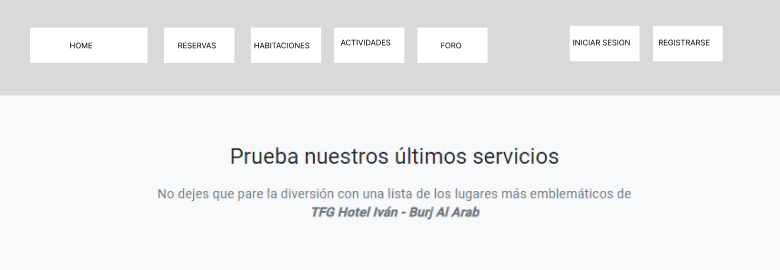 HOME
RESERVAS
HABITACIONES
ACTIVIDADES
FORO
INICIAR SESION
REGISTRARSE
Prueba nuestros últimos servicios
No dejes que pare la diversión con una lista de los lugares más emblemáticos de
TFG Hotel Iván - Burj Al Arab